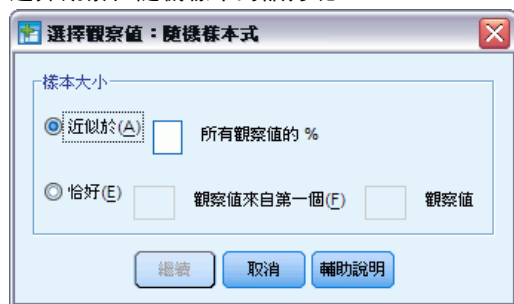 選擇觀察值：隨機樣本式
樣本大小
近似於(A) 所有觀察值的 %
恰好(E) 觀察值來自第一個(F) 觀察值
繼續 取消 輔助說明